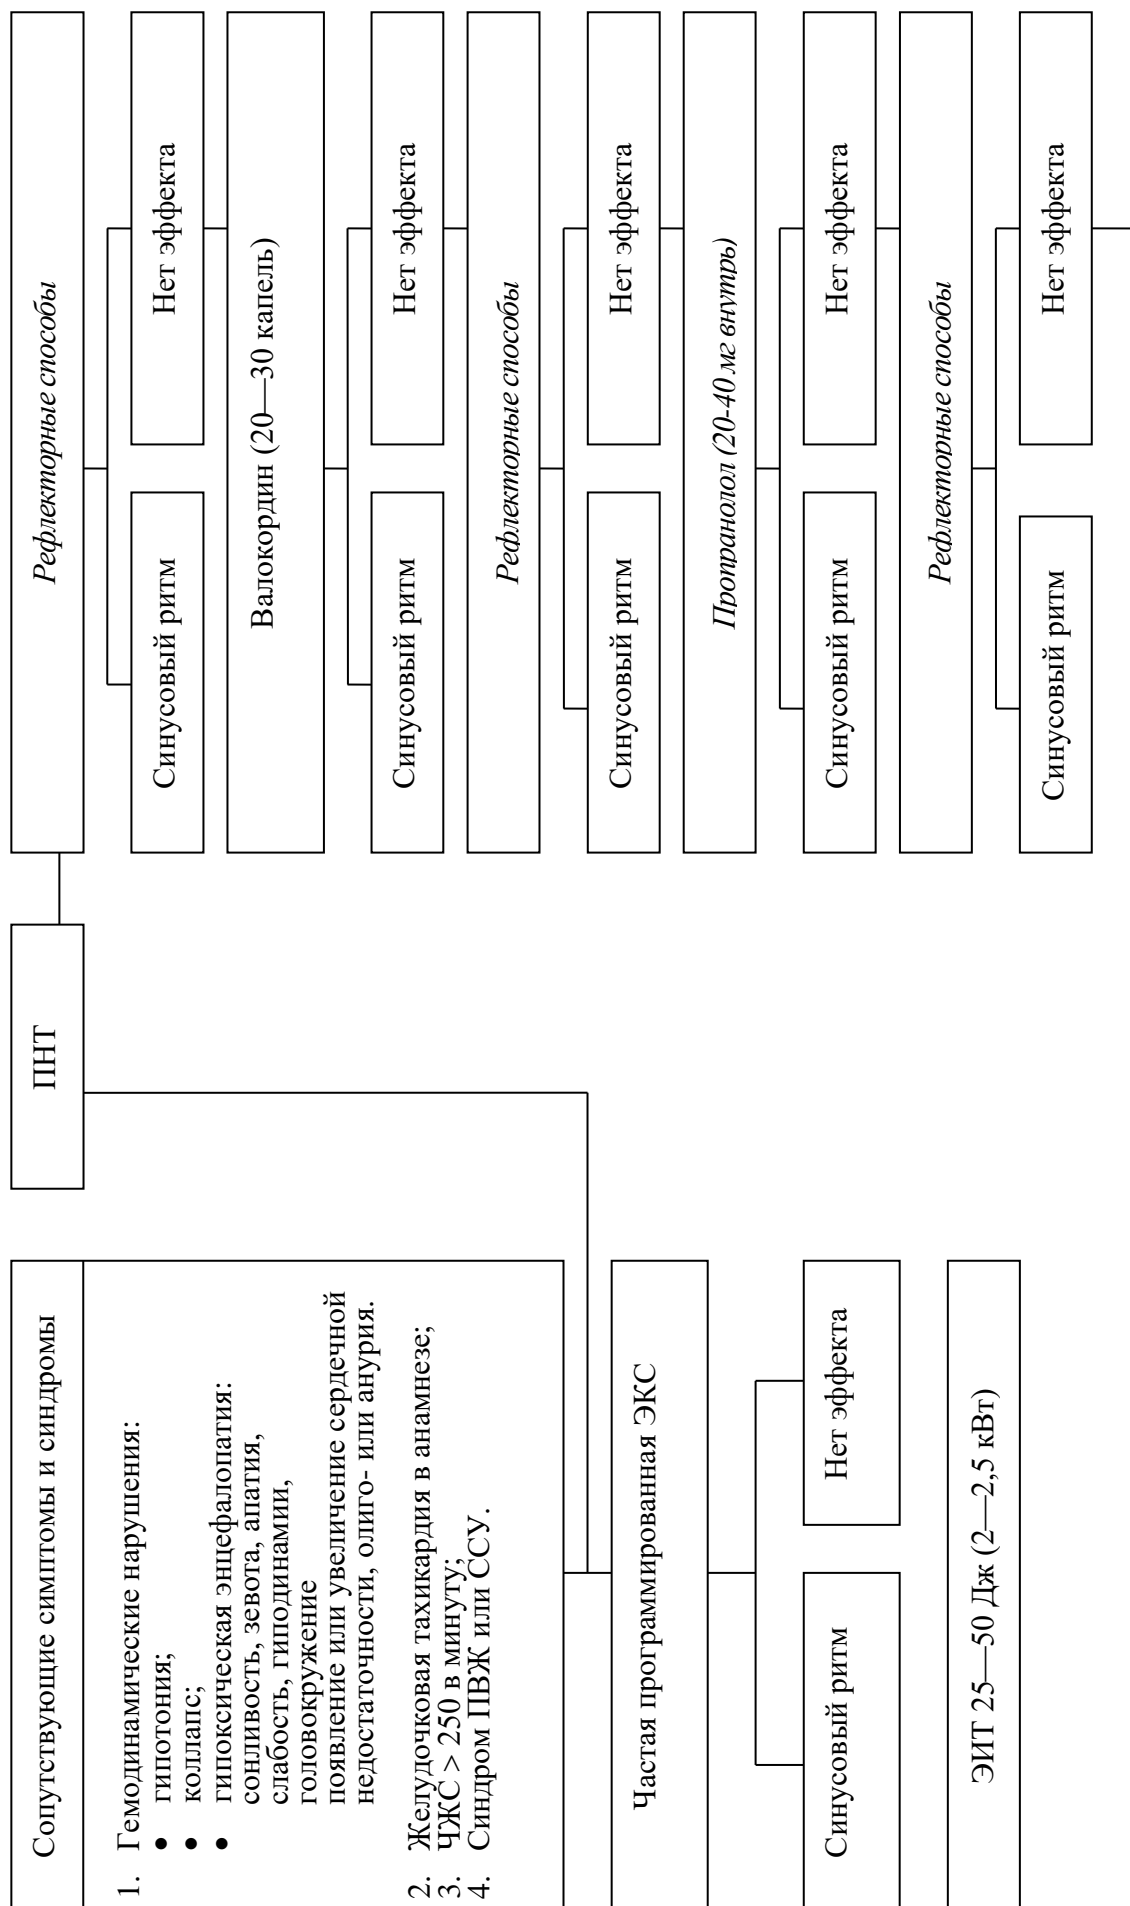 Сопутствующие симптомы и синдромы
1. Гемодинамические нарушения:
● гипотония;
● коллапс;
● гипоксическая энцефалопатия:
сонливость, зевота, апатия,
слабость, гиподинамии,
головокружение
появление или увеличение сердечной
недостаточности, олиго- или анурия.
2. Желудочковая тахикардия в анамнезе;
3. ЧЖС > 250 в минуту;
4. Синдром ПВЖ или ССУ.
Частая программированная ЭКС
Синусовый ритм
Нет эффекта
ЭИТ 25—50 Дж (2—2,5 кВт)
ПНТ
Рефлекторные способы
Синусовый ритм
Нет эффекта
Валокордин (20—30 капель)
Синусовый ритм
Нет эффекта
Рефлекторные способы
Синусовый ритм
Нет эффекта
Пропранолол (20-40 мг внутрь)
Синусовый ритм
Нет эффекта
Рефлекторные способы
Синусовый ритм
Нет эффекта